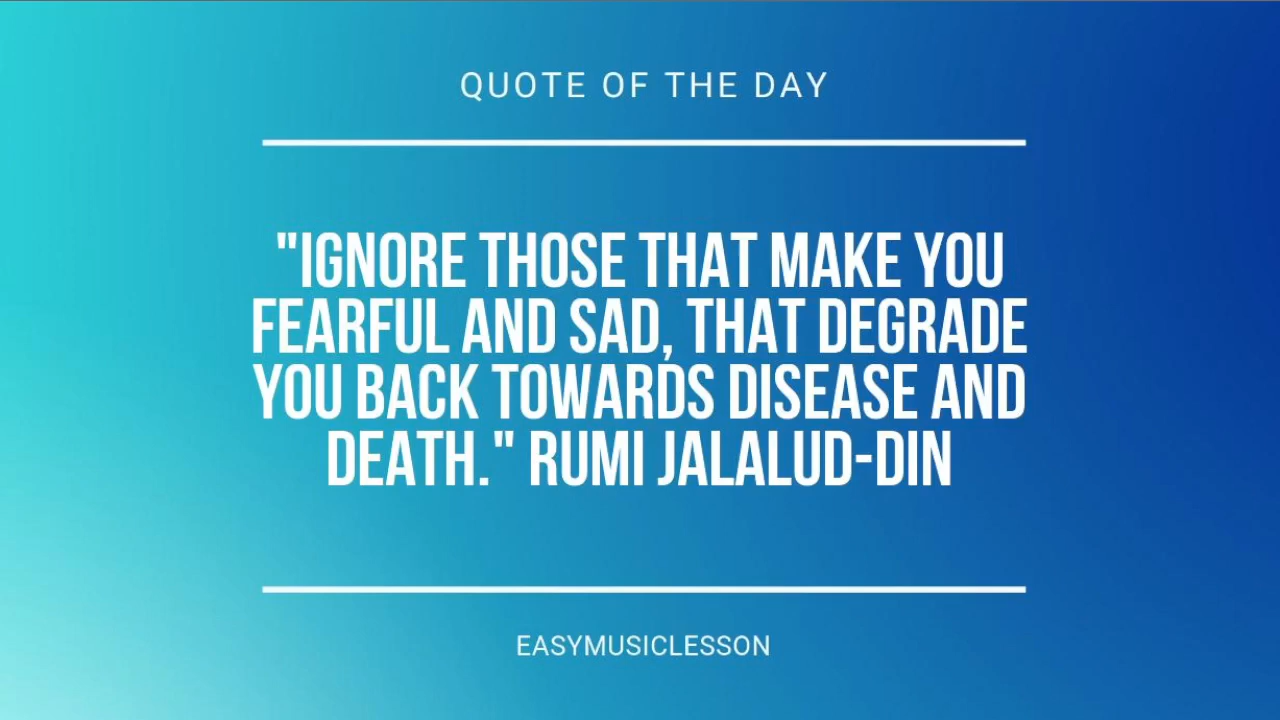 QUOTE OF THE DAY
"IGNORE THOSE THAT MAKE YOU
FEARFUL AND SAD, THAT DEGRADE
YOU BACK TOWARDS DISEASE AND
DEATH." RUMI JALALUD-DIN
EASYMUSICLESSON